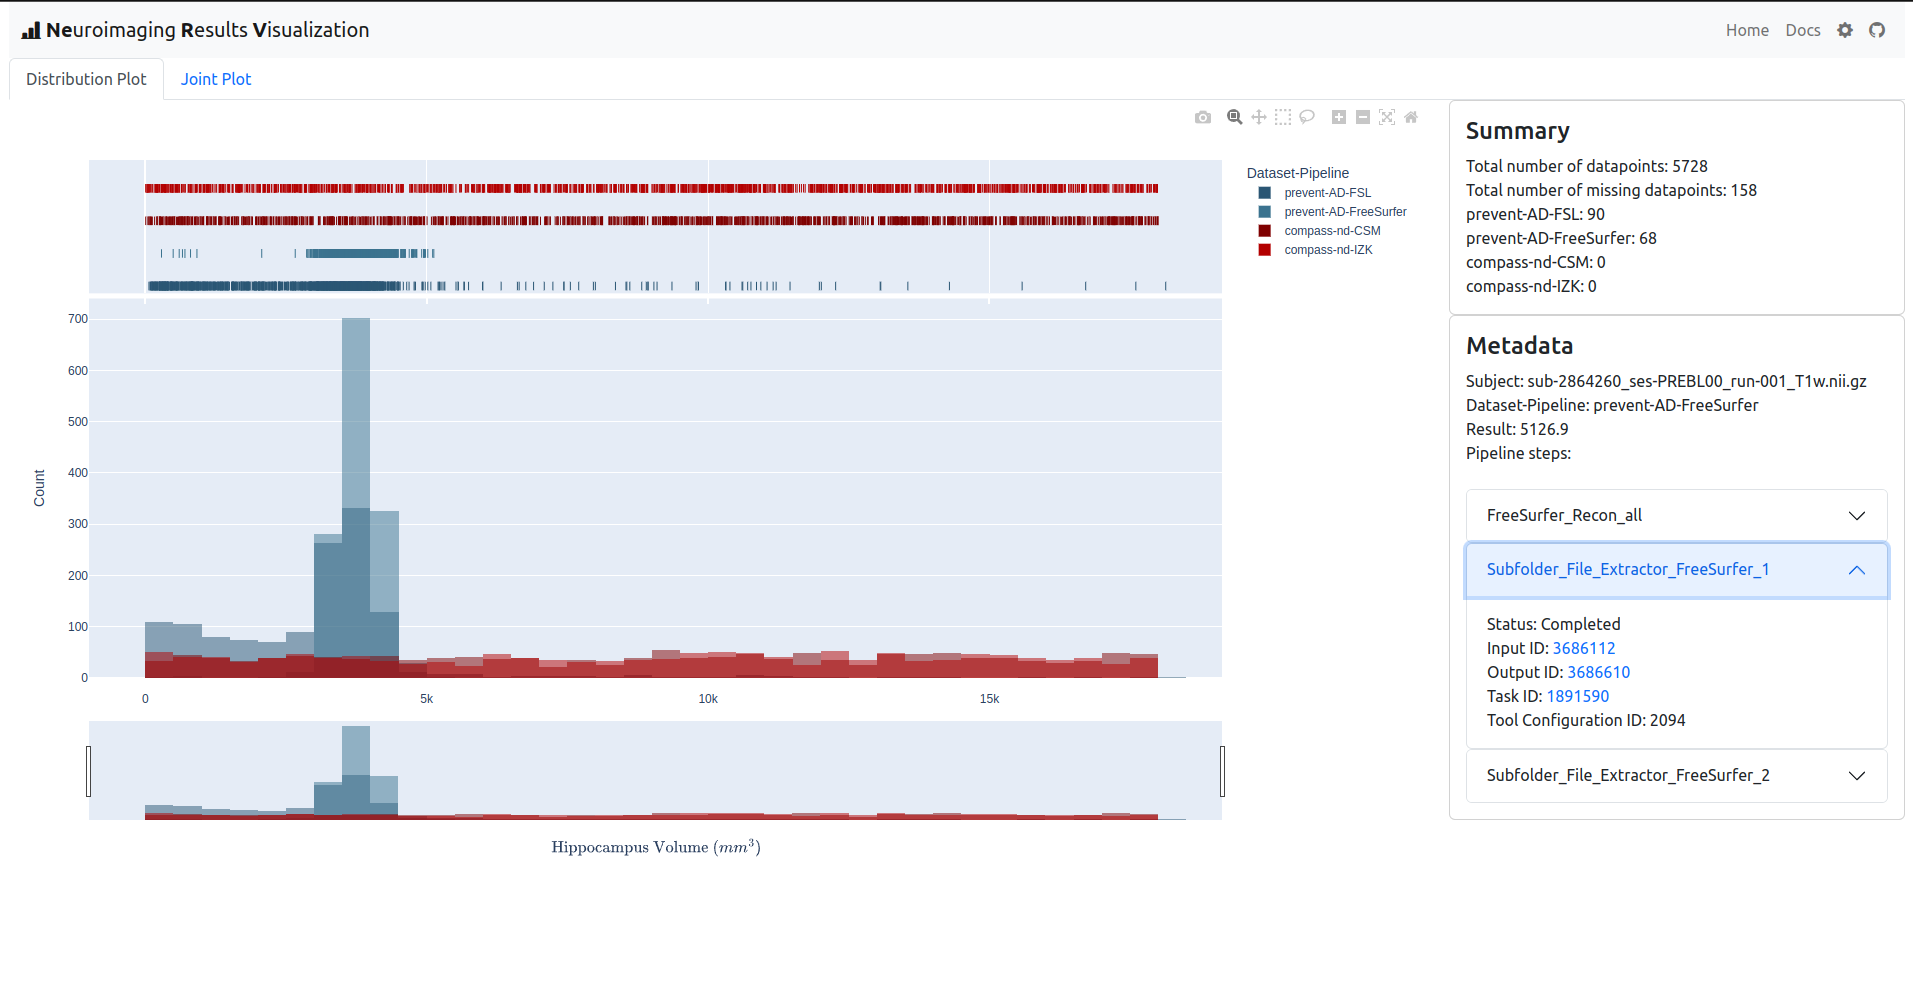 Neuroimaging Results Visualization
Home Docs
Distribution Plot Joint Plot
Dataset-Pipeline
prevent-AD-FSL
prevent-AD-FreeSurfer
compass-nd-CSM
compass-nd-IZK
700
600
500
400
300
200
100
0
Count
0 5k 10k 15k
Hippocampus Volume (mm³)
Summary
Total number of datapoints: 5728
Total number of missing datapoints: 158
prevent-AD-FSL: 90
prevent-AD-FreeSurfer: 68
compass-nd-CSM: 0
compass-nd-IZK: 0
Metadata
Subject: sub-2864260_ses-PREBL00_run-001_T1w.nii.gz
Dataset-Pipeline: prevent-AD-FreeSurfer
Result: 5126.9
Pipeline steps:
FreeSurfer_Recon_all
Subfolder_File_Extractor_FreeSurfer_1
Status: Completed
Input ID: 3686112
Output ID: 3686610
Task ID: 1891590
Tool Configuration ID: 2094
Subfolder_File_Extractor_FreeSurfer_2